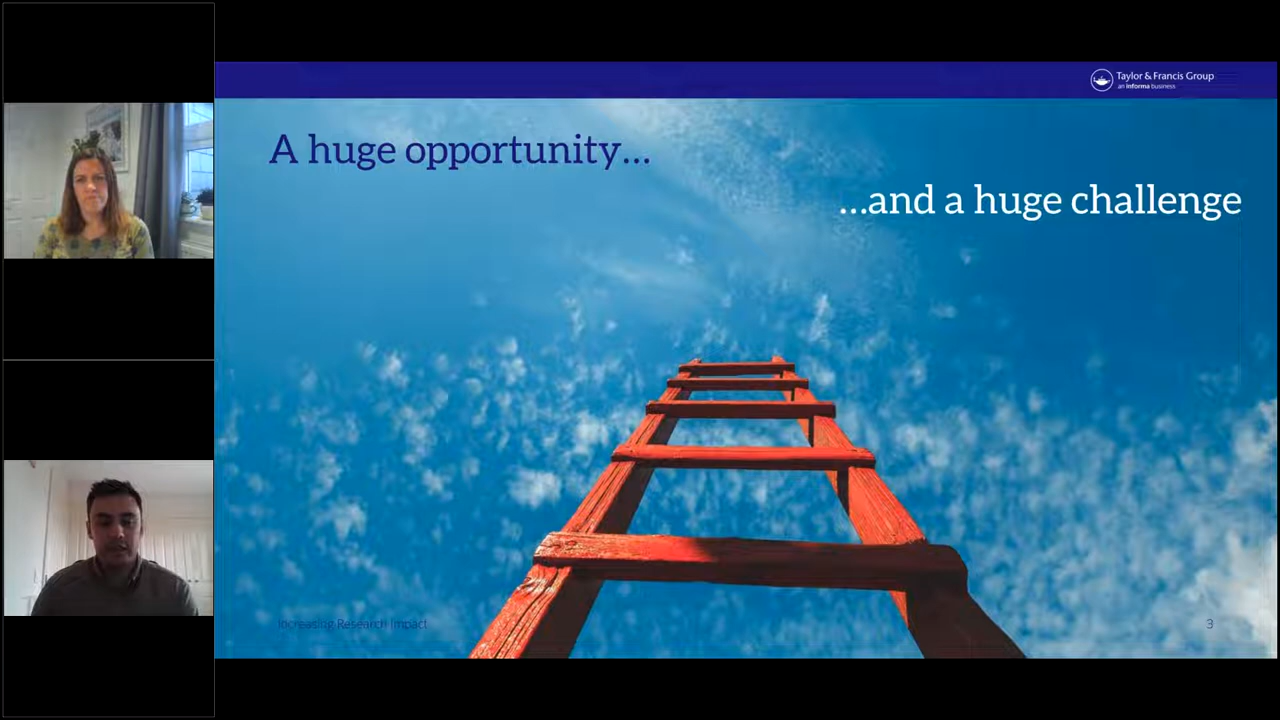 Taylor & Francis Group
an informa business
A huge opportunity...
...and a huge challenge
Increasing Research Impact
3